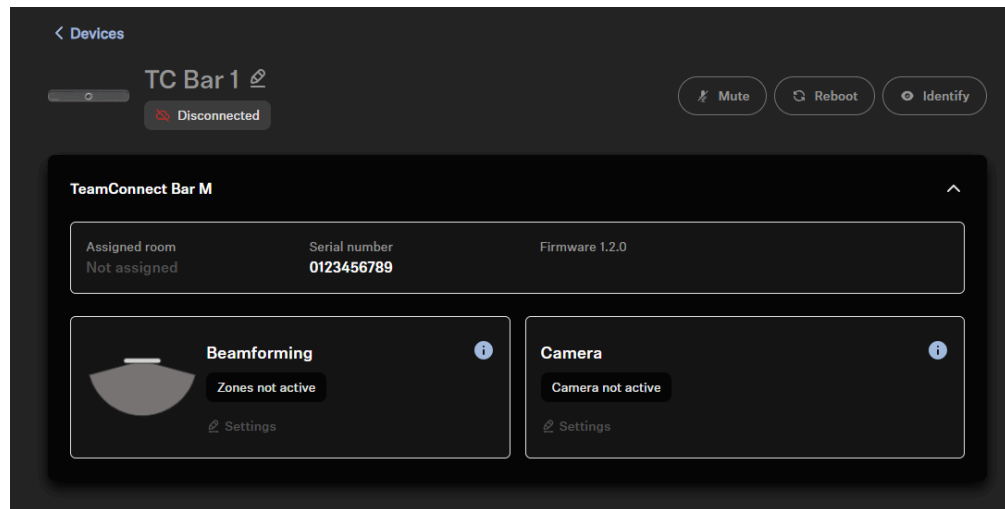 Devices
TC Bar 1
Disconnected
Mute
Reboot
Identify
TeamConnect Bar M
Assigned room
Not assigned
Serial number
0123456789
Firmware 1.2.0
Beamforming
Zones not active
Settings
Camera
Camera not active
Settings